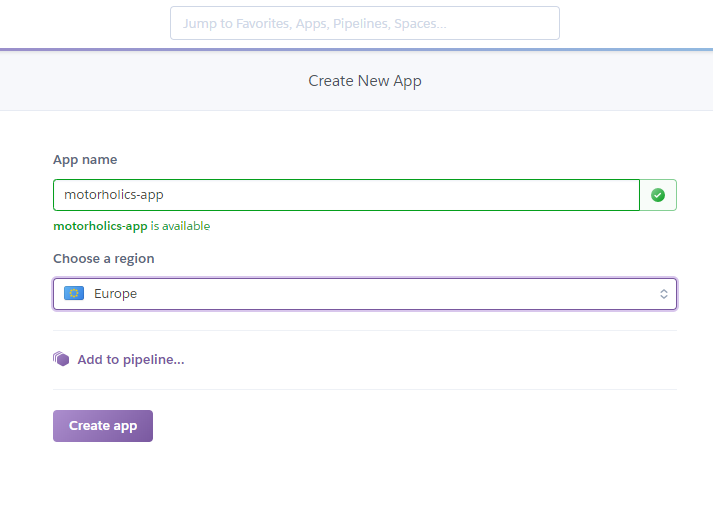 Jump to Favorites, Apps, Pipelines, Spaces...
Create New App
App name
motorholics-app
motorholics-app is available
Choose a region
Europe
Add to pipeline...
Create app